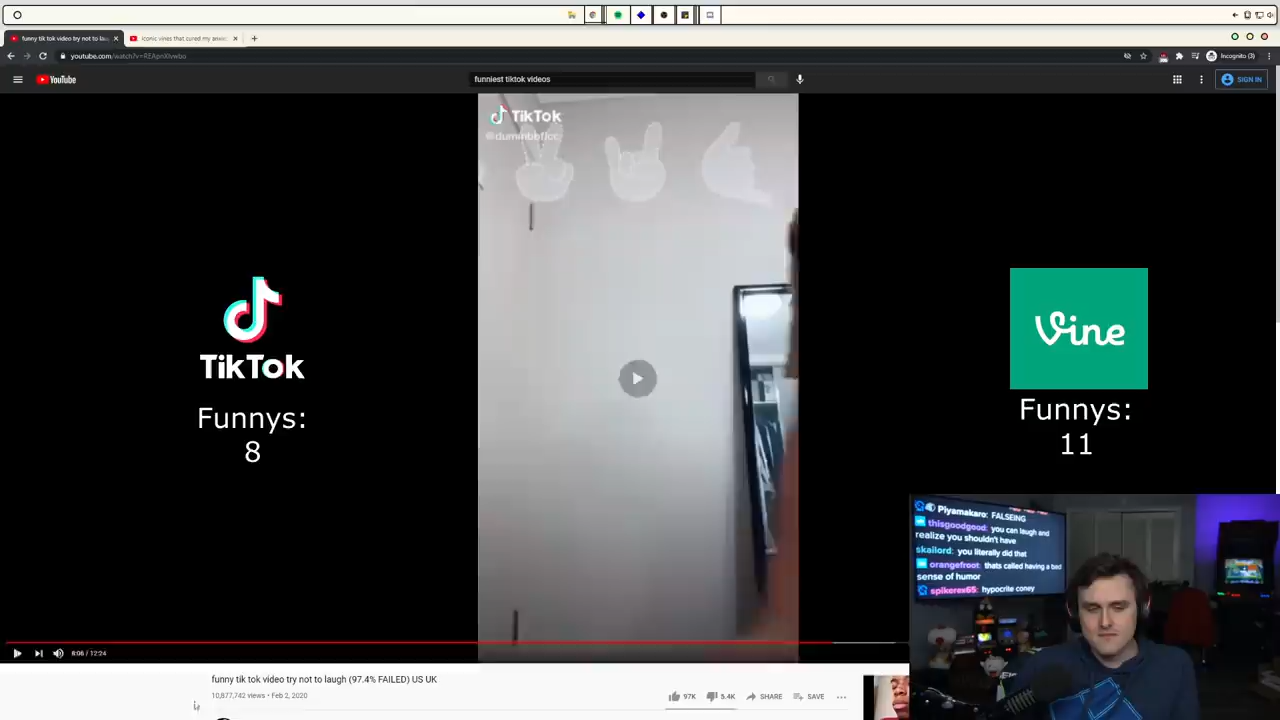 funny tik tok video try not to lau
Iconic vines that cured my anxie
youtube.com/watch?v=REApnXlvwbo
Incognito (3)
YouTube
funniest tiktok videos
SIGN IN
TikTok
TikTok
Funnys:
8
Vine
Funnys:
11
Piyamakaro: FALSEING
thisgoodgood: you can laugh and
realize you shouldn't have
skailord: you literally did that
orangefroot: thats called having a bad
sense of humor
spikerex65: hypocrite coney
8:06 / 12:24
funny tik tok video try not to laugh (97.4% FAILED) US UK
10,877,742 views • Feb 2, 2020
97K
5.4K
SHARE
SAVE